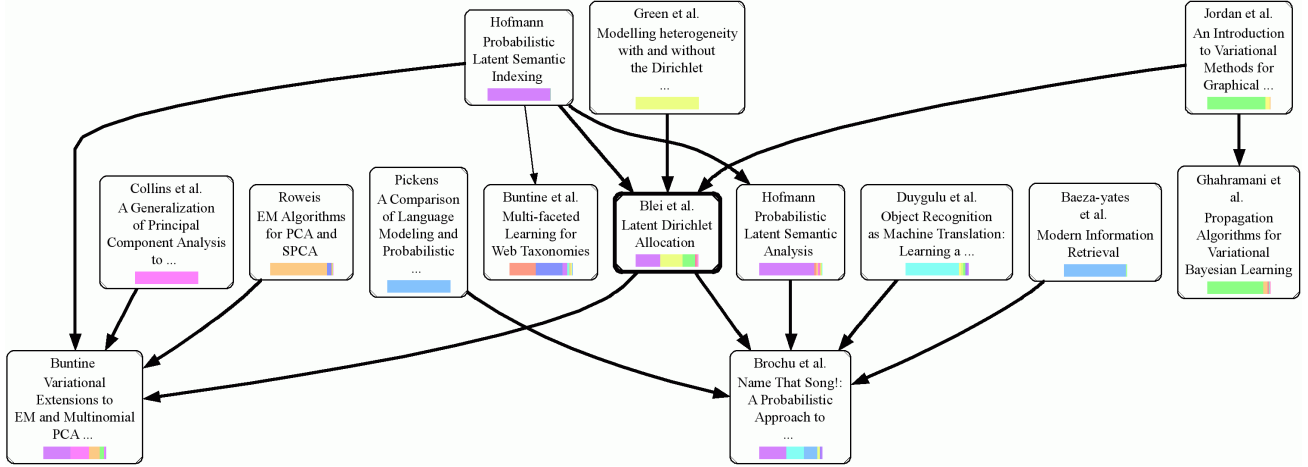 Hofmann
Probabilistic
Latent Semantic
Indexing
Green et al.
Modelling heterogeneity
with and without
the Dirichlet
...
Jordan et al.
An Introduction
to Variational
Methods for
Graphical ...
Collins et al.
A Generalization
of Principal
Component Analysis
to ...
Roweis
EM Algorithms
for PCA and
SPCA
Pickens
A Comparison
of Language
Modeling and
Probabilistic
...
Buntine et al.
Multi-faceted
Learning for
Web Taxonomies
Blei et al.
Latent Dirichlet
Allocation
Hofmann
Probabilistic
Latent Semantic
Analysis
Duygulu et al.
Object Recognition
as Machine Translation:
Learning a ...
Baeza-yates
et al.
Modern Information
Retrieval
Ghahramani et
al.
Propagation
Algorithms for
Variational
Bayesian Learning
Buntine
Variational
Extensions to
EM and Multinomial
PCA ...
Brochu et al.
Name That Song!:
A Probabilistic
Approach to
...